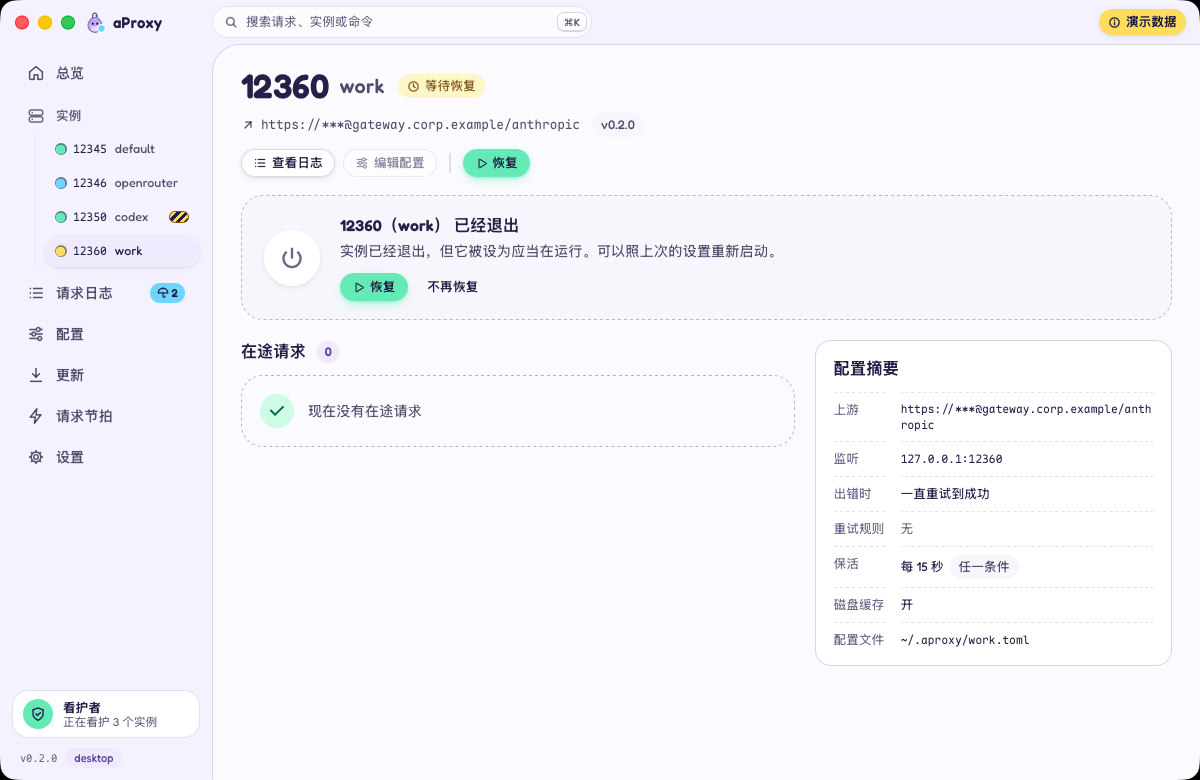 aProxy
搜索请求、实例或命令
⌘K
演示数据
总览
实例
12345 default
12346 openrouter
12350 codex
12360 work
请求日志 2
配置
更新
请求节拍
设置
看护者
正在看护 3 个实例
v0.2.0 desktop
12360 work 等待恢复
https://***@gateway.corp.example/anthropic v0.2.0
查看日志 编辑配置 恢复
12360（work） 已经退出
实例已经退出，但它被设为应当在运行。可以照上次的设置重新启动。
恢复 不再恢复
在途请求 0
现在没有在途请求
配置摘要
上游 https://***@gateway.corp.example/anth
ropic
监听 127.0.0.1:12360
出错时 一直重试到成功
重试规则 无
保活 每 15 秒 任一条件
磁盘缓存 开
配置文件 ~/.aproxy/work.toml